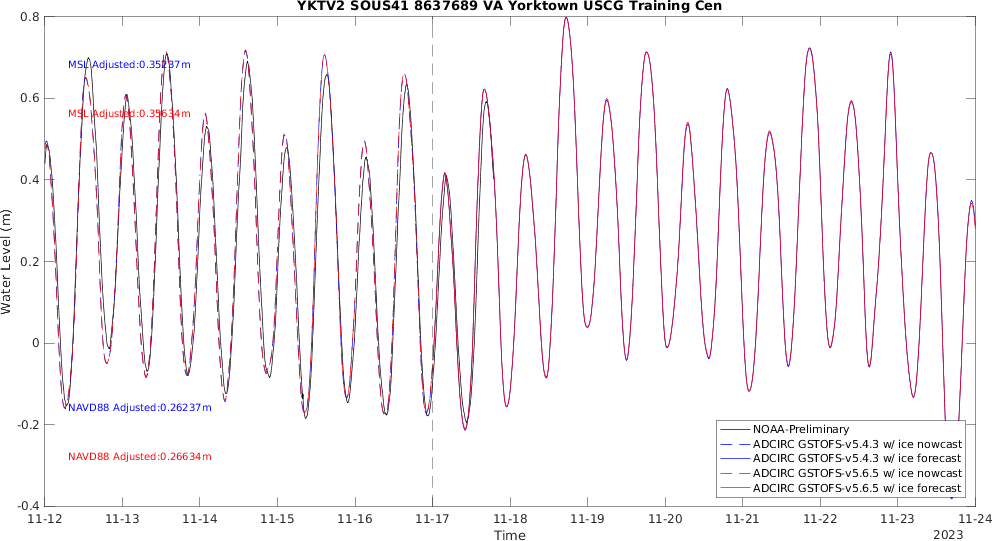 YKTV2 SOUS41 8637689 VA Yorktown USCG Training Cen
0.8
0.6
0.4
0.2
0
-0.2
-0.4
Water Level (m)
MSL Adjusted:0.35237m
MSL Adjusted:0.35634m
NAVD88 Adjusted:0.26237m
NAVD88 Adjusted:0.26634m
NOAA-Preliminary
ADCIRC GSTOFS-v5.4.3 w/ ice nowcast
ADCIRC GSTOFS-v5.4.3 w/ ice forecast
ADCIRC GSTOFS-v5.6.5 w/ ice nowcast
ADCIRC GSTOFS-v5.6.5 w/ ice forecast
11-12 11-13 11-14 11-15 11-16 11-17 11-18 11-19 11-20 11-21 11-22 11-23 11-24
Time
2023